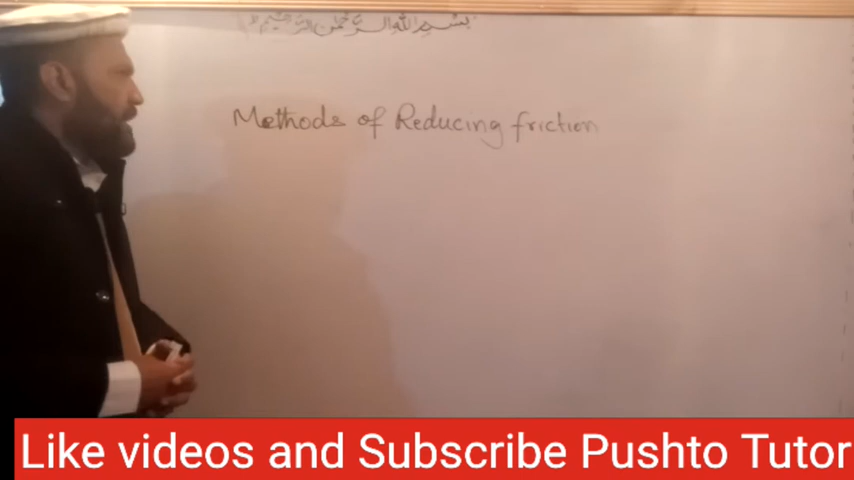 بسم الله الرحمن الرحيم
Methods of Reducing friction
Like videos and Subscribe Pushto Tutor